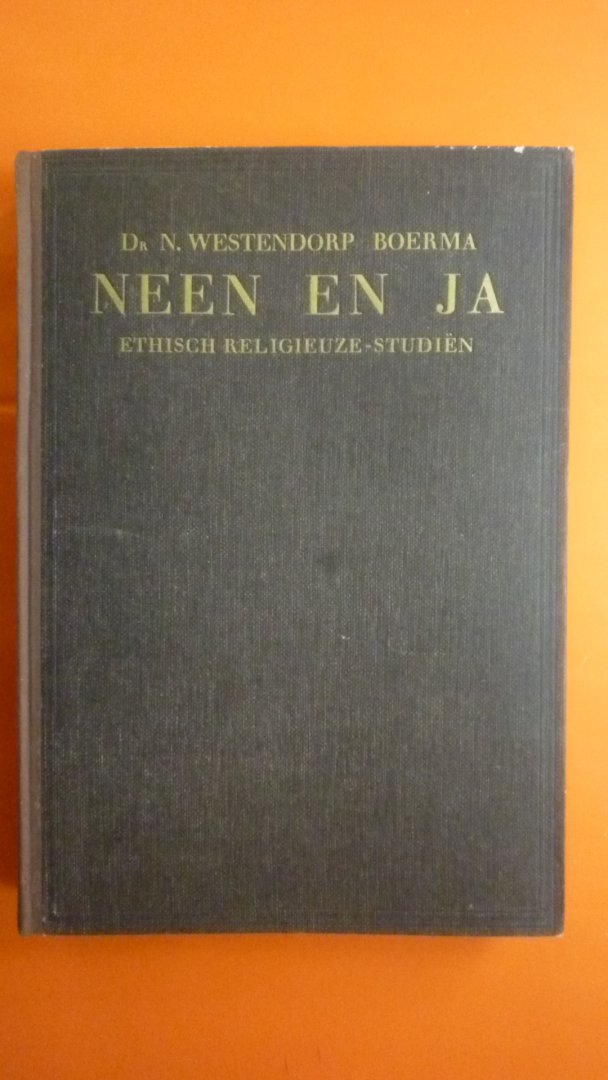 Dr N. WESTENDORP BOERMA
NEEN EN JA
ETHISCH RELIGIEUZE-STUDIËN